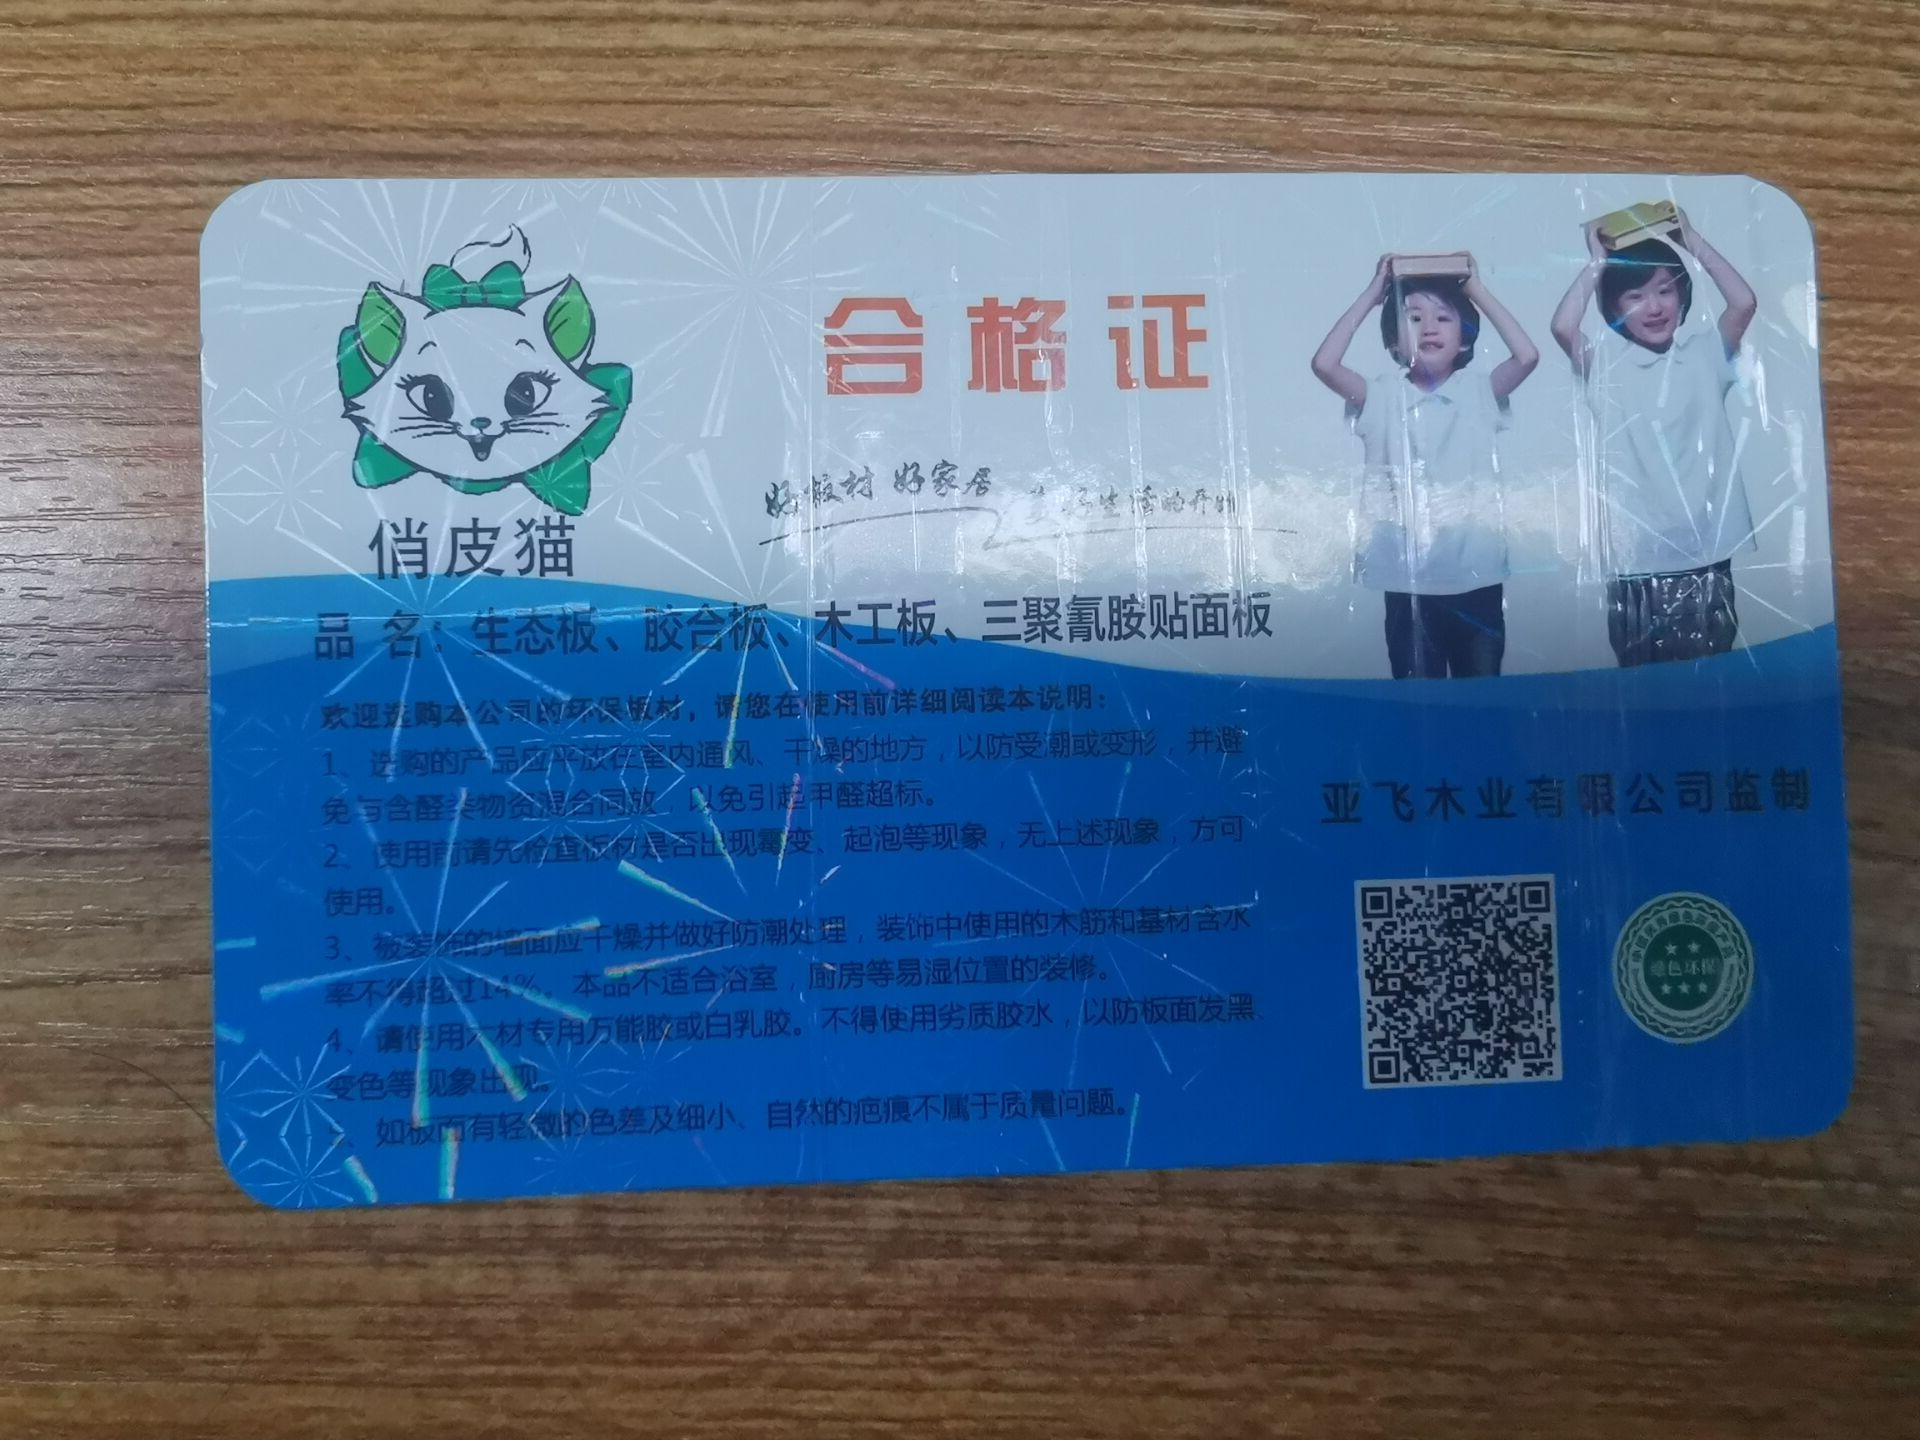 合格证
好板材 好家居
生活的开始
俏皮猫
品 名：生态板、胶合板、木工板、三聚氰胺贴面板
欢迎选购本公司的环保板材，请您在使用前详细阅读本说明：
1、选购的产品应平放在室内通风、干燥的地方，以防受潮或变形，并避
免与含醛类物资混合同放，以免引起甲醛超标。
2、使用前请先检查板材是否出现霉变、起泡等现象，无上述现象，方可
使用。
3、被装饰的墙面应干燥并做好防潮处理，装饰中使用的木筋和基材含水
率不得超过14%。本品不适合浴室，厨房等易湿位置的装修。
4、请使用木材专用万能胶或白乳胶。不得使用劣质胶水，以防板面发黑、
变色等现象出现。
5、如板面有轻微的色差及细小、自然的疤痕不属于质量问题。
亚飞木业有限公司监制
绿色环保